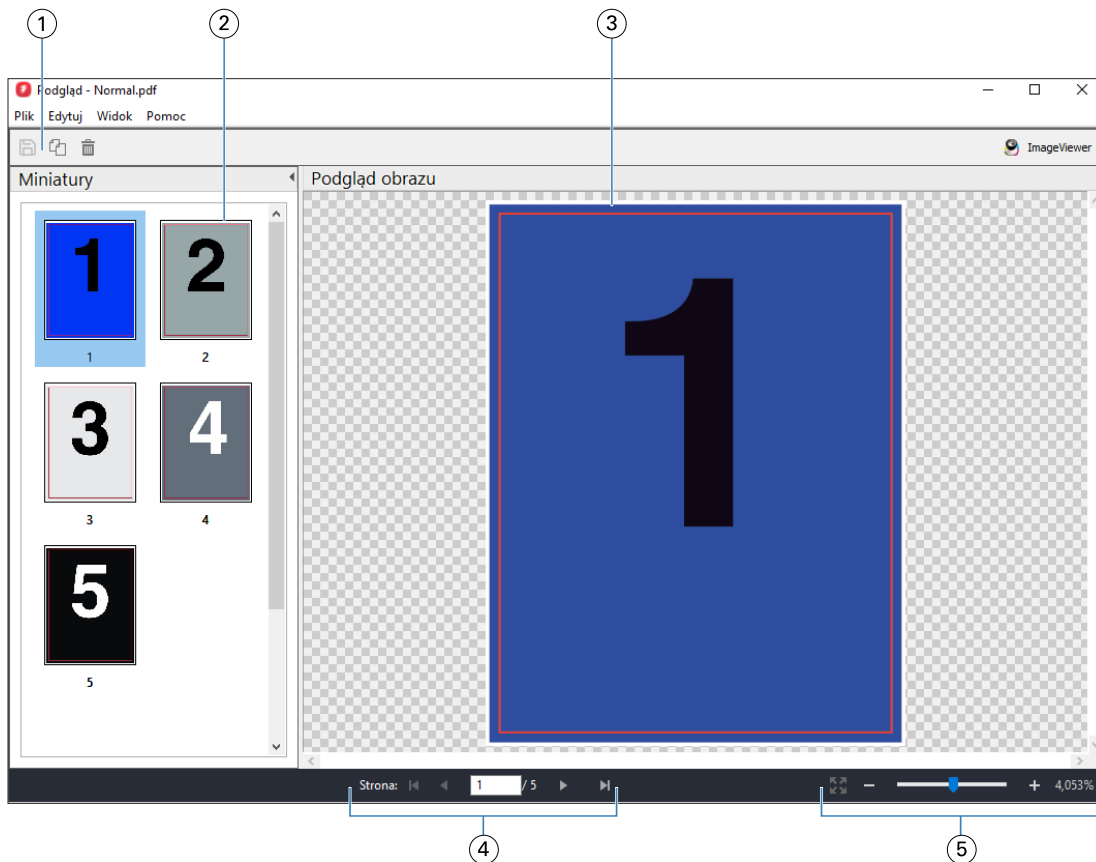 1 2 3
Podgląd - Normal.pdf
Plik Edytuj Widok Pomoc
ImageViewer
Miniatury
Podgląd obrazu
1 2
1 2
3 4
3 4
5
5
1
Strona: 1 / 5
4,053%
4 5